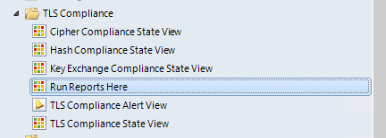 TLS Compliance
Cipher Compliance State View
Hash Compliance State View
Key Exchange Compliance State View
Run Reports Here
TLS Compliance Alert View
TLS Compliance State View